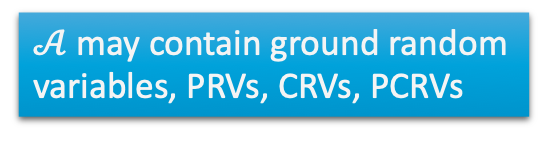 𝒜 may contain ground random
variables, PRVs, CRVs, PCRVs